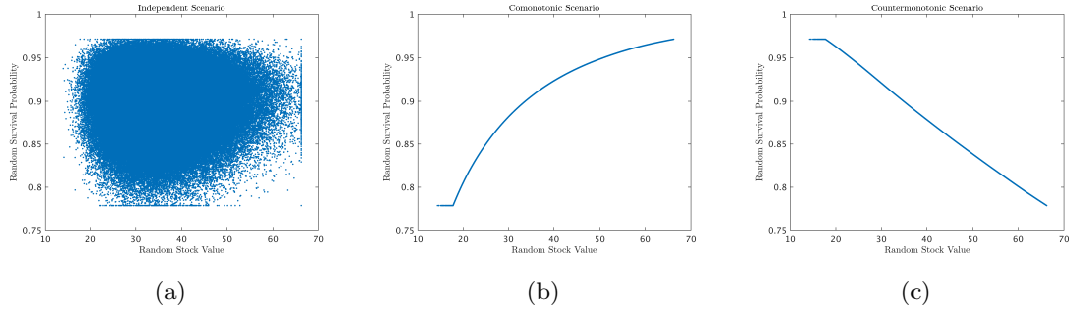 Independent Scenario
Random Survival Probability
1
0.95
0.9
0.85
0.8
0.75
10 20 30 40 50 60 70
Random Stock Value
(a)
Comonotonic Scenario
Random Survival Probability
1
0.95
0.9
0.85
0.8
0.75
10 20 30 40 50 60 70
Random Stock Value
(b)
Countermonotonic Scenario
Random Survival Probability
1
0.95
0.9
0.85
0.8
0.75
10 20 30 40 50 60 70
Random Stock Value
(c)